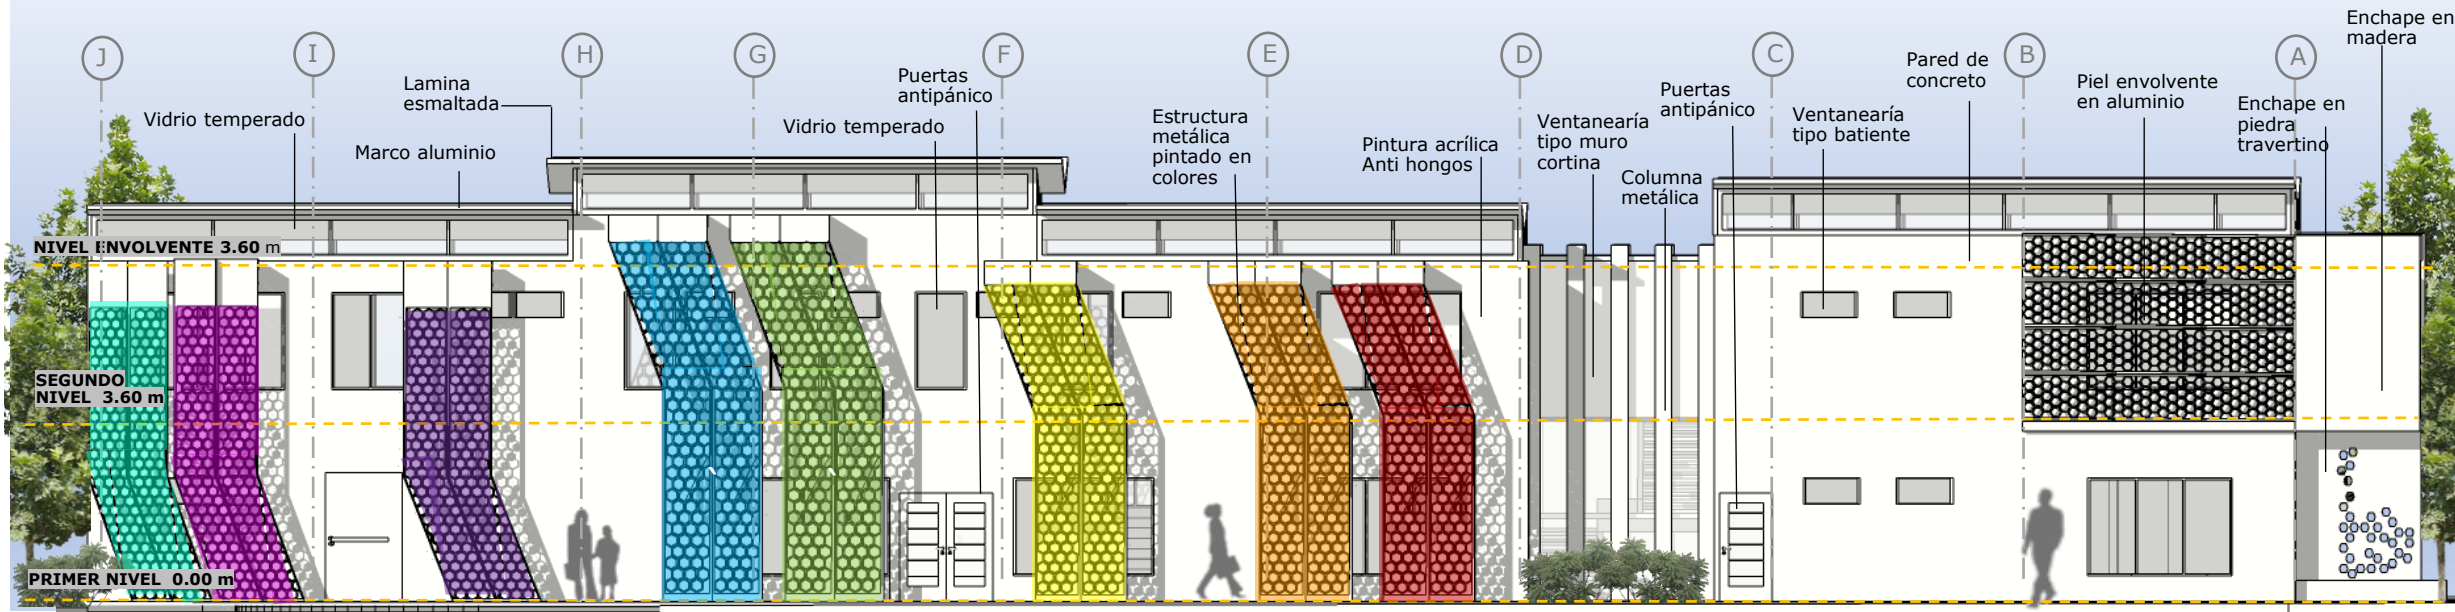 J
I
H
G
F
E
D
C
B
A
Enchape en
madera
Lamina
esmaltada
Puertas
antipánico
Pared de
concreto
Piel envolvente
en aluminio
Puertas
antipánico
Enchape en
piedra
travertino
Vidrio temperado
Vidrio temperado
Estructura
metálica
pintado en
colores
Ventanearía
tipo muro
cortina
Ventanearía
tipo batiente
Marco aluminio
Pintura acrílica
Anti hongos
Columna
metálica
NIVEL ENVOLVENTE 3.60 m
SEGUNDO
NIVEL 3.60 m
PRIMER NIVEL 0.00 m